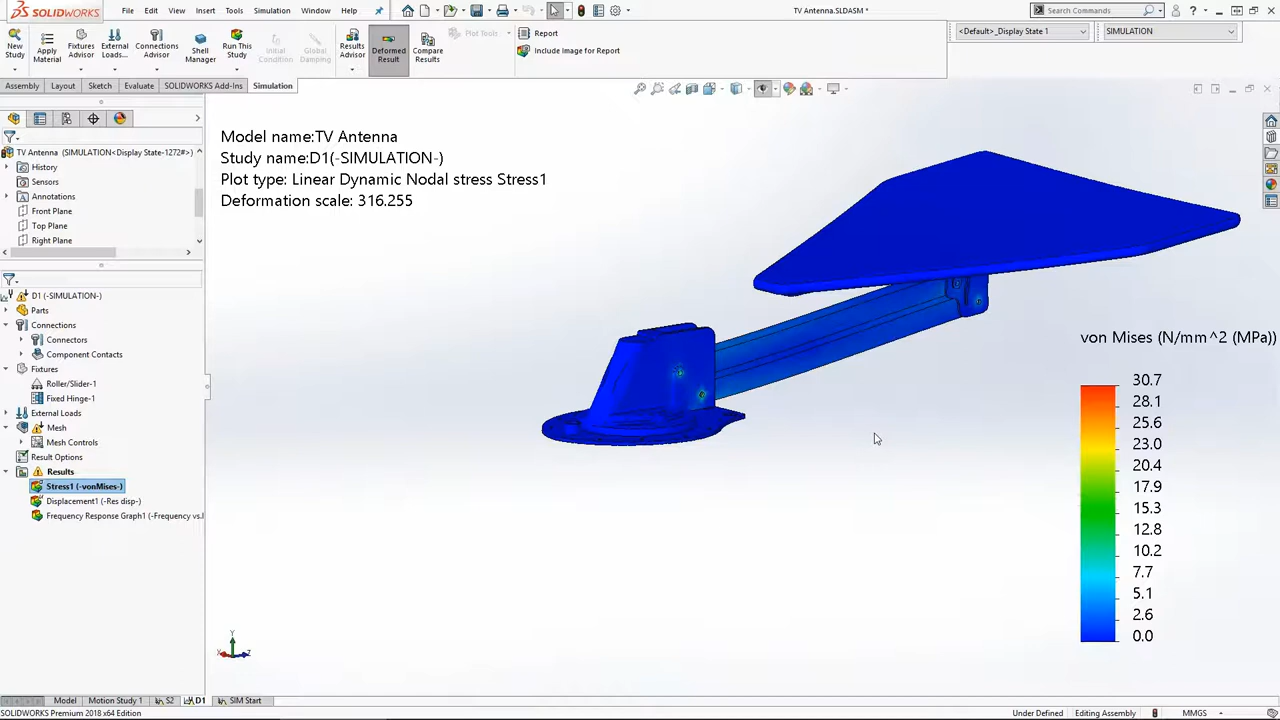 SOLIDWORKS
File Edit View Insert Tools Simulation Window Help
TV Antenna.SLDASM *
Search Commands
New Study
Apply Material
Fixtures Advisor
External Loads...
Connections Advisor
Shell Manager
Run This Study
Initial Condition
Global Damping
Results Advisor
Deformed Result
Compare Results
Plot Tools
Report
Include Image for Report
<Default>_Display State 1
SIMULATION
Assembly Layout Sketch Evaluate SOLIDWORKS Add-Ins Simulation
TV Antenna (SIMULATION<Display State-1272#>)
History
Sensors
Annotations
Front Plane
Top Plane
Right Plane
D1 (-SIMULATION-)
Parts
Connections
Connectors
Component Contacts
Fixtures
Roller/Slider-1
Fixed Hinge-1
External Loads
Mesh
Mesh Controls
Result Options
Results
Stress1 (-vonMises-)
Displacement1 (-Res disp-)
Frequency Response Graph1 (-Frequency vs.
Model name:TV Antenna
Study name:D1(-SIMULATION-)
Plot type: Linear Dynamic Nodal stress Stress1
Deformation scale: 316.255
von Mises (N/mm^2 (MPa))
30.7
28.1
25.6
23.0
20.4
17.9
15.3
12.8
10.2
7.7
5.1
2.6
0.0
Y
X
Z
Model Motion Study 1 S2 D1 SIM Start
SOLIDWORKS Premium 2018 x64 Edition
Under Defined Editing Assembly MMGS